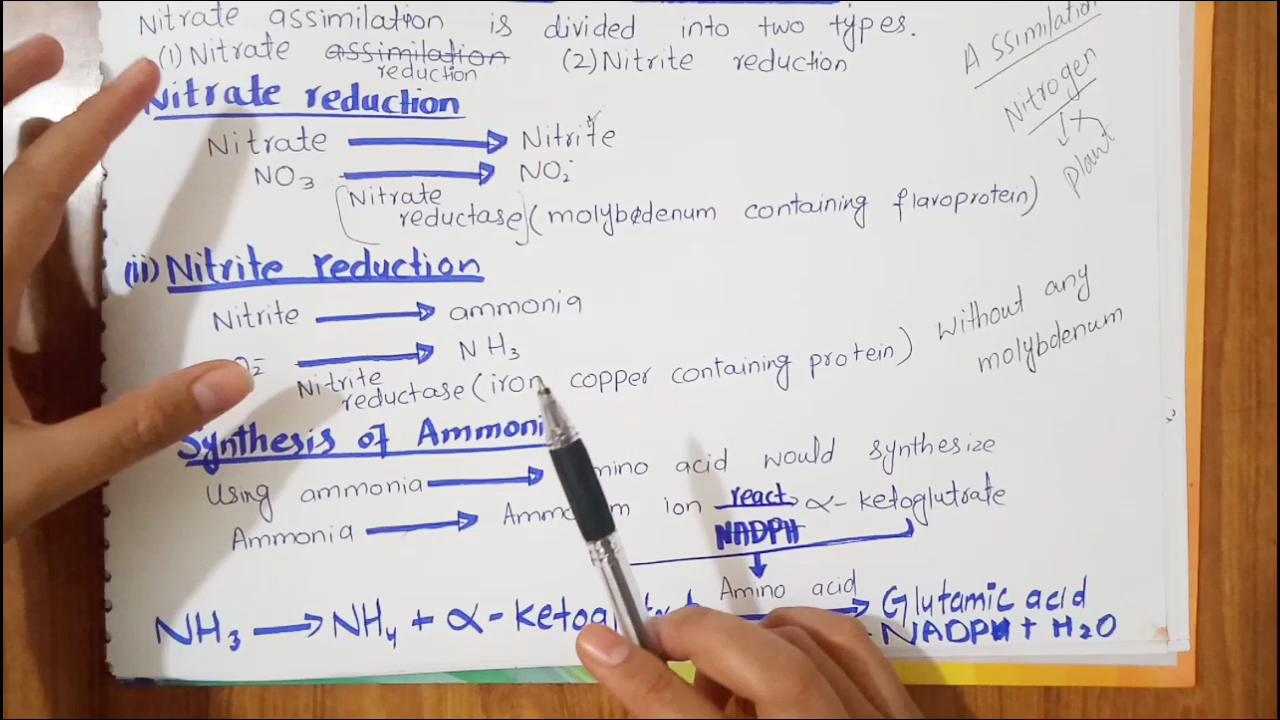 Nitrate assimilation is divided into two types.
(1) Nitrate assimilation (2) Nitrite reduction
reduction
Nitrate reduction
Nitrate → Nitrite
NO3 → NO2-
Nitrate
reductase (molybdenum containing flavoprotein)
(ii) Nitrite reduction
Nitrite → ammonia
→ NH3
Nitrite
reductase (iron copper containing protein) without any
molybdenum
Synthesis of
Using ammonia → acid would synthesize
Ammonia → ion react α-ketoglutrate
NADPH
Amino acid
NH3 → NH4 + α- → Glutamic acid
NADPH + H2O
Assimilation
Nitrogen
plant